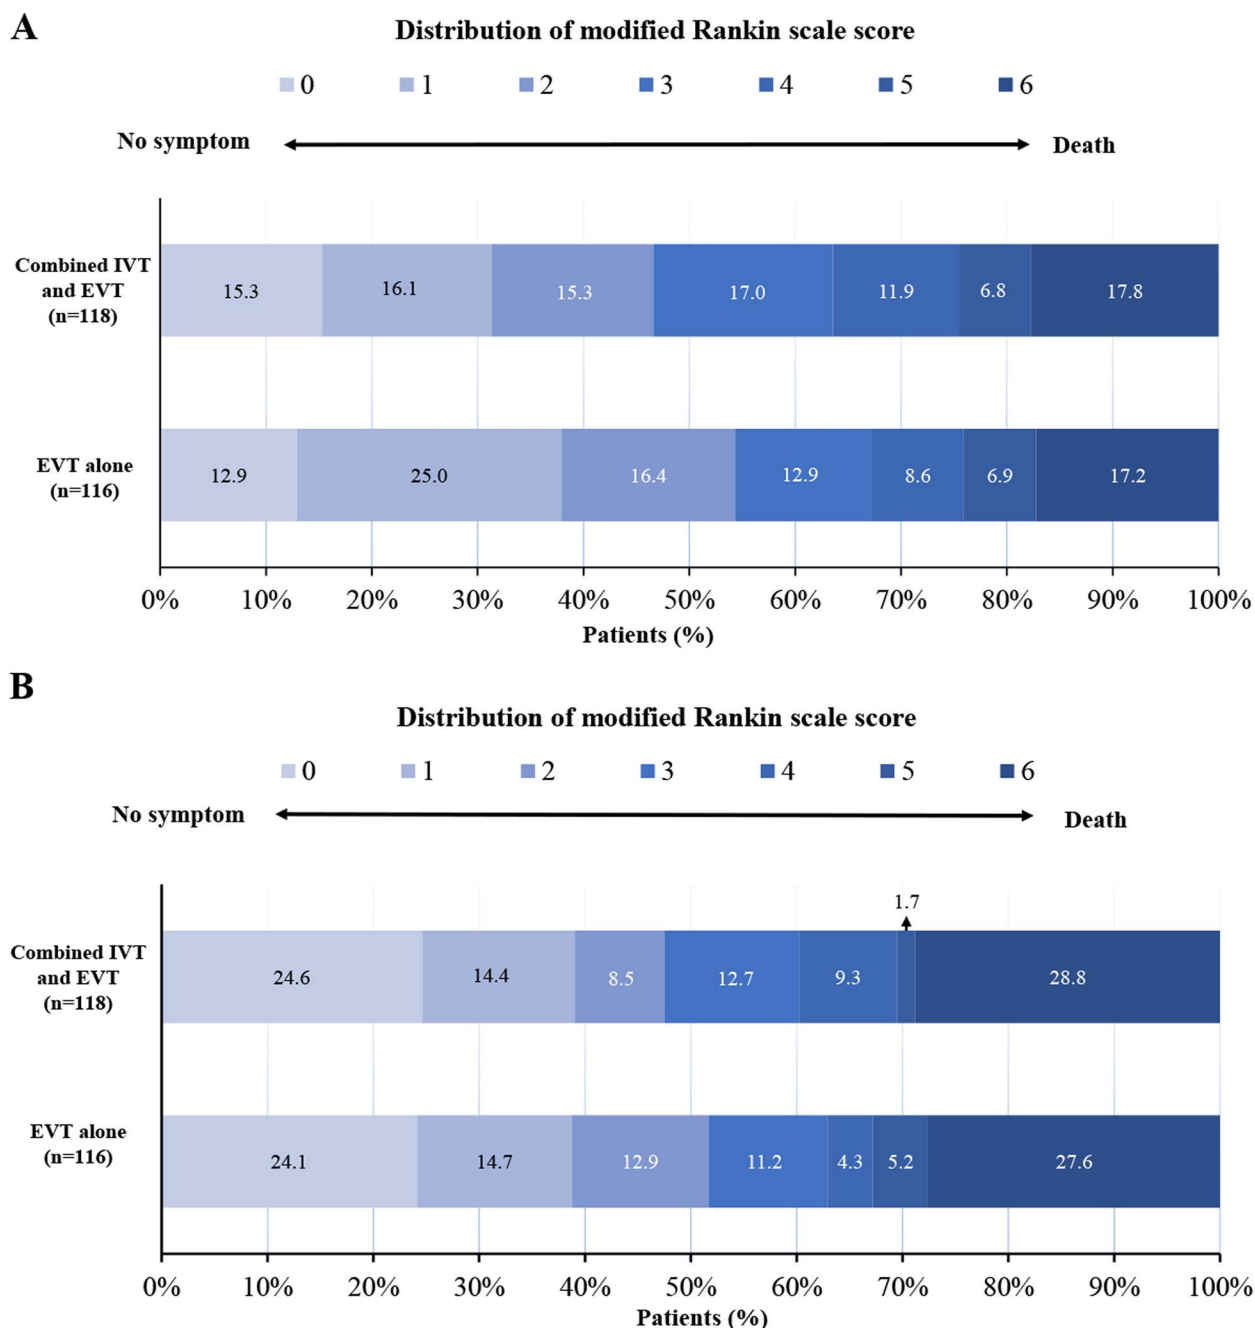 A
Distribution of modified Rankin scale score
0 1 2 3 4 5 6
No symptom Death
Combined IVT
and EVT
(n=118)
15.3 16.1 15.3 17.0 11.9 6.8 17.8
EVT alone
(n=116)
12.9 25.0 16.4 12.9 8.6 6.9 17.2
0% 10% 20% 30% 40% 50% 60% 70% 80% 90% 100%
Patients (%)
B
Distribution of modified Rankin scale score
0 1 2 3 4 5 6
No symptom Death
1.7
Combined IVT
and EVT
(n=118)
24.6 14.4 8.5 12.7 9.3 28.8
EVT alone
(n=116)
24.1 14.7 12.9 11.2 4.3 5.2 27.6
0% 10% 20% 30% 40% 50% 60% 70% 80% 90% 100%
Patients (%)